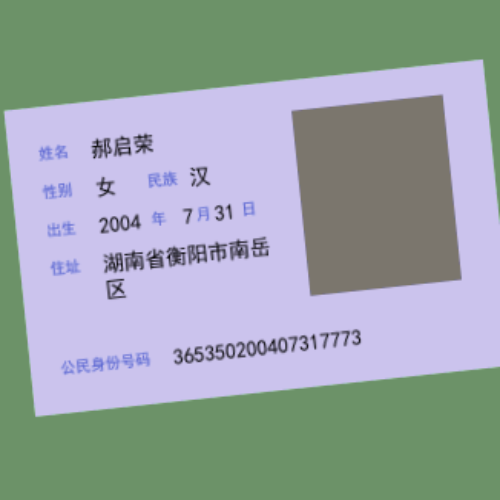 姓名 郝启荣
性别 女 民族 汉
出生 2004 年 7 月 31 日
住址 湖南省衡阳市南岳
区
公民身份号码 365350200407317773